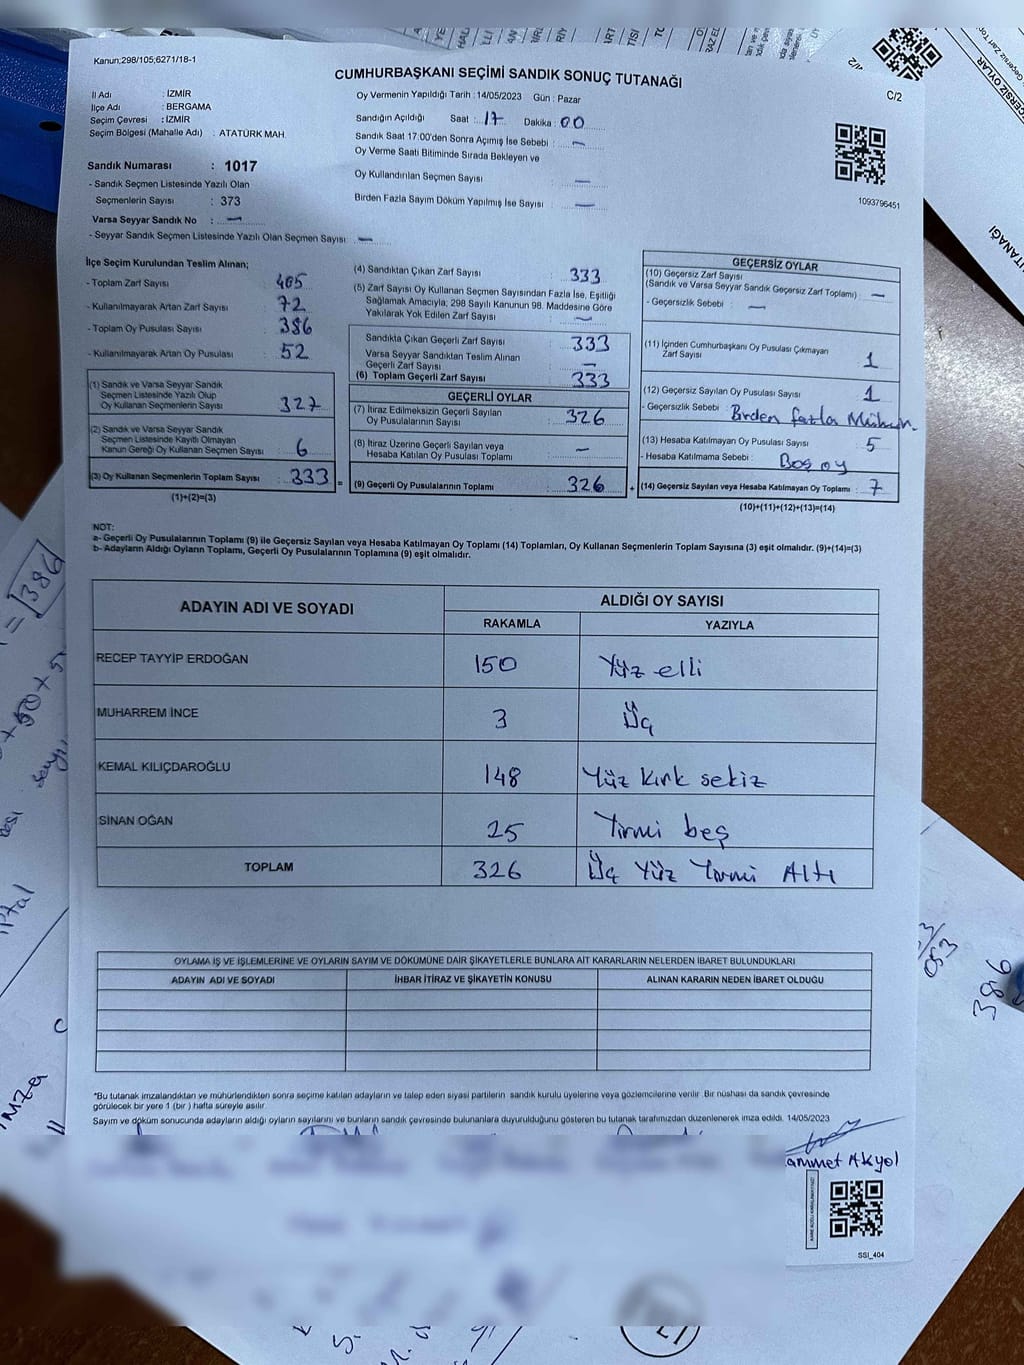 Kanun;298/105;6271/18-1
CUMHURBAŞKANI SEÇİMİ SANDIK SONUÇ TUTANAĞI
C/2
İl Adı : İZMİR
İlçe Adı : BERGAMA
Seçim Çevresi : İZMİR
Seçim Bölgesi (Mahalle Adı) : ATATÜRK MAH.
Oy Vermenin Yapıldığı Tarih : 14/05/2023 Gün : Pazar
Sandığın Açıldığı Saat : 17 Dakika : 00
Sandık Saat 17:00'den Sonra Açımış İse Sebebi : —
Oy Verme Saati Bitiminde Sırada Bekleyen ve
Oy Kullandırılan Seçmen Sayısı : —
Birden Fazla Sayım Döküm Yapılmış İse Sayısı : —
1093796451
Sandık Numarası : 1017
- Sandık Seçmen Listesinde Yazılı Olan
Seçmenlerin Sayısı : 373
Varsa Seyyar Sandık No : —
- Seyyar Sandık Seçmen Listesinde Yazılı Olan Seçmen Sayısı : —
İlçe Seçim Kurulundan Teslim Alınan;
- Toplam Zarf Sayısı : 405
- Kullanılmayarak Artan Zarf Sayısı : 72
- Toplam Oy Pusulası Sayısı : 386
- Kullanılmayarak Artan Oy Pusulası : 52
(1) Sandık ve Varsa Seyyar Sandık
Seçmen Listesinde Yazılı Olup
Oy Kullanan Seçmenlerin Sayısı : 327
(2) Sandık ve Varsa Seyyar Sandık
Seçmen Listesinde Kayıtlı Olmayan
Kanun Gereği Oy Kullanan Seçmen Sayısı : 6
(3) Oy Kullanan Seçmenlerin Toplam Sayısı : 333 =
(1)+(2)=(3)
(4) Sandıktan Çıkan Zarf Sayısı : 333
(5) Zarf Sayısı Oy Kullanan Seçmen Sayısından Fazla İse, Eşitliği
Sağlamak Amacıyla; 298 Sayılı Kanunun 98. Maddesine Göre
Yakılarak Yok Edilen Zarf Sayısı : —
Sandıkta Çıkan Geçerli Zarf Sayısı : 333
Varsa Seyyar Sandıktan Teslim Alınan
Geçerli Zarf Sayısı : —
(6) Toplam Geçerli Zarf Sayısı : 333
GEÇERLİ OYLAR
(7) İtiraz Edilmeksizin Geçerli Sayılan
Oy Pusulalarının Sayısı : 326
(8) İtiraz Üzerine Geçerli Sayılan veya
Hesaba Katılan Oy Pusulası Toplamı : —
(9) Geçerli Oy Pusulalarının Toplamı : 326 +
GEÇERSİZ OYLAR
(10) Geçersiz Zarf Sayısı
(Sandık ve Varsa Seyyar Sandık Geçersiz Zarf Toplamı) : —
- Geçersizlik Sebebi : —
(11) İçinden Cumhurbaşkanı Oy Pusulası Çıkmayan
Zarf Sayısı : 1
(12) Geçersiz Sayılan Oy Pusulası Sayısı : 1
- Geçersizlik Sebebi : Birden fazla Mühür.
(13) Hesaba Katılmayan Oy Pusulası Sayısı : 5
- Hesaba Katılmama Sebebi : Boş oy
(14) Geçersiz Sayılan veya Hesaba Katılmayan Oy Toplamı : 7
(10)+(11)+(12)+(13)=(14)
NOT:
a- Geçerli Oy Pusulalarının Toplamı (9) ile Geçersiz Sayılan veya Hesaba Katılmayan Oy Toplamı (14) Toplamları, Oy Kullanan Seçmenlerin Toplam Sayısına (3) eşit olmalıdır. (9)+(14)=(3)
b- Adayların Aldığı Oyların Toplamı, Geçerli Oy Pusulalarının Toplamına (9) eşit olmalıdır.
ADAYIN ADI VE SOYADI ALDIĞI OY SAYISI
RAKAMLA YAZIYLA
RECEP TAYYİP ERDOĞAN 150 Yüz elli
MUHARREM İNCE 3 Üç
KEMAL KILIÇDAROĞLU 148 Yüz kırk sekiz
SİNAN OĞAN 25 Yirmi beş
TOPLAM 326 Üç Yüz Yirmi Altı
OYLAMA İŞ VE İŞLEMLERİNE VE OYLARIN SAYIM VE DÖKÜMÜNE DAİR ŞİKAYETLERLE BUNLARA AİT KARARLARIN NELERDEN İBARET BULUNDUKLARI
ADAYIN ADI VE SOYADI İHBAR İTİRAZ VE ŞİKAYETİN KONUSU ALINAN KARARIN NEDEN İBARET OLDUĞU
*Bu tutanak imzalandıktan ve mühürlendikten sonra seçime katılan adayların ve talep eden siyasi partilerin sandık kurulu üyelerine veya gözlemcilerine verilir. Bir nüshası da sandık çevresinde
görülecek bir yere 1 (bir ) hafta süreyle asılır.
Sayım ve döküm sonucunda adayların aldığı oyların sayılarını ve bunların sandık çevresinde bulunanlara duyurulduğunu gösteren bu tutanak tarafımızdan düzenlenerek imza edildi. 14/05/2023
ammet Akyol
SSİ_404
= 386
386